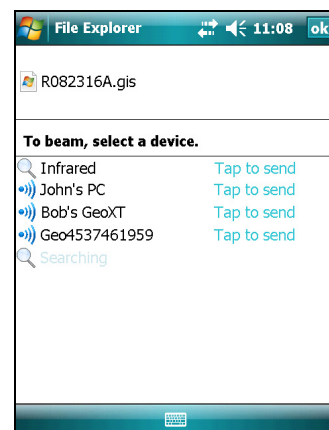 File Explorer 11:08 ok
R082316A.gis
To beam, select a device.
Infrared Tap to send
John's PC Tap to send
Bob's GeoXT Tap to send
Geo4537461959 Tap to send
Searching